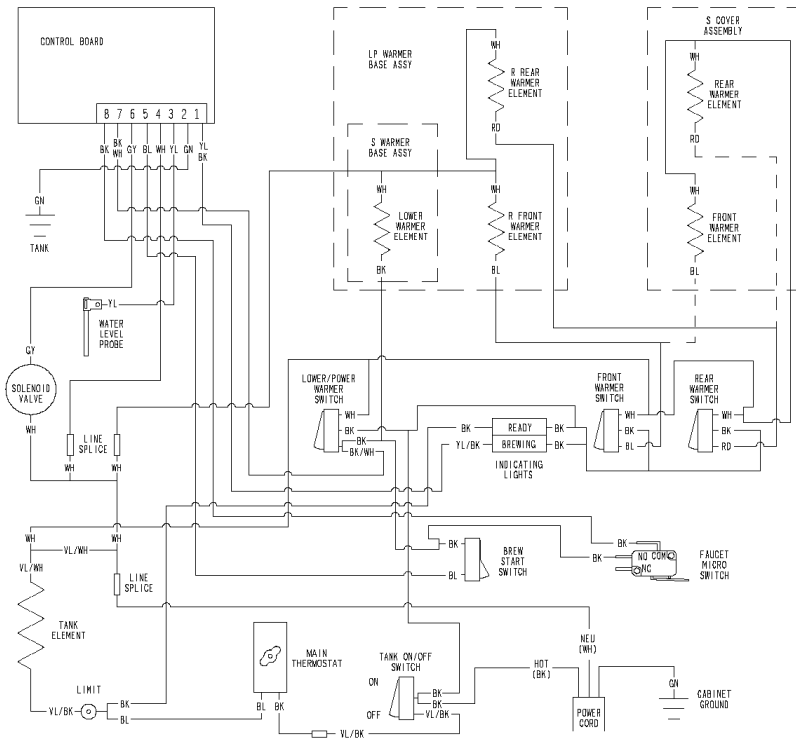 CONTROL BOARD
8 7 6 5 4 3 2 1
BK
BK
WH
GY
BL
WH
YL
GN
YL
BK
GN
TANK
YL
WATER
LEVEL
PROBE
GY
SOLENOID
VALVE
WH
LINE
SPLICE
WH
WH
LP WARMER
BASE ASSY
WH
R REAR
WARMER
ELEMENT
RD
S WARMER
BASE ASSY
WH
LOWER
WARMER
ELEMENT
BK
WH
R FRONT
WARMER
ELEMENT
BL
S COVER
ASSEMBLY
WH
REAR
WARMER
ELEMENT
RD
WH
FRONT
WARMER
ELEMENT
BL
LOWER/POWER
WARMER
SWITCH
WH
BK
BK
BK/WH
BK
READY
BK
YL/BK
BREWING
BK
INDICATING
LIGHTS
FRONT
WARMER
SWITCH
WH
BK
BL
REAR
WARMER
SWITCH
WH
BK
RD
WH
VL/WH
WH
VL/WH
LINE
SPLICE
TANK
ELEMENT
BK
BL
BREW
START
SWITCH
BK
BK
NO COM
NC
FAUCET
MICRO
SWITCH
MAIN
THERMOSTAT
BL
BK
LIMIT
VL/BK
BK
BL
VL/BK
TANK ON/OFF
SWITCH
ON
OFF
BK
BK
VL/BK
HOT
(BK)
NEU
(WH)
POWER
CORD
GN
CABINET
GROUND